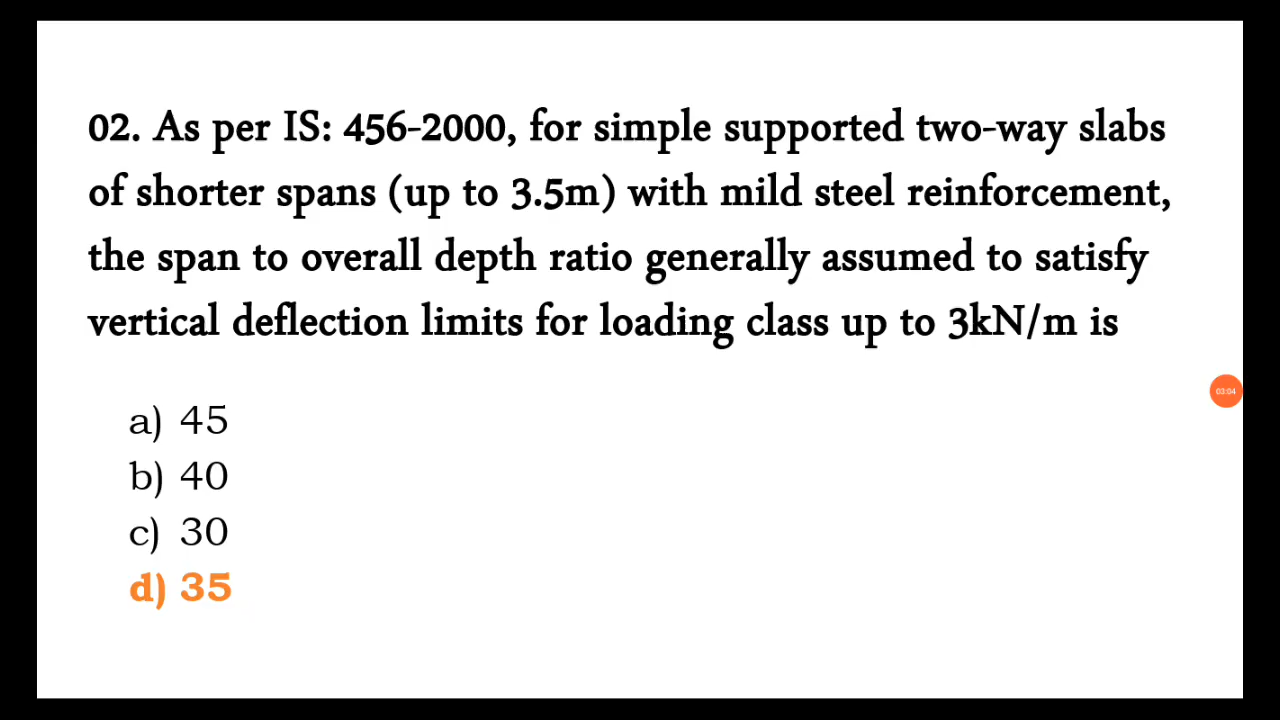 02. As per IS: 456-2000, for simple supported two-way slabs
of shorter spans (up to 3.5m) with mild steel reinforcement,
the span to overall depth ratio generally assumed to satisfy
vertical deflection limits for loading class up to 3kN/m is
03:04
a) 45
b) 40
c) 30
d) 35